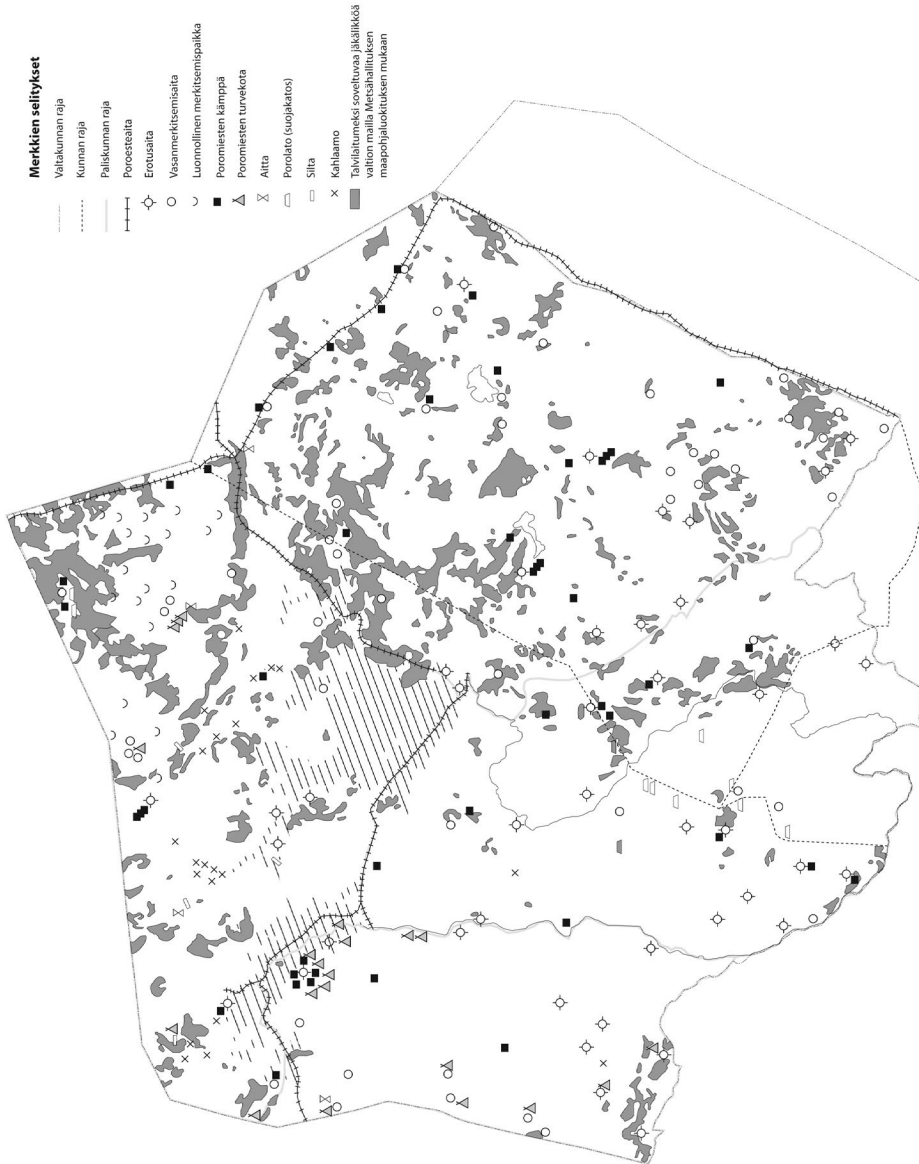 Merkkien selitykset
Valtakunnan raja
Kunnan raja
Paliskunnan raja
Poroesteaita
Erotusaita
Vasanmerkitsemisaita
Luonnollinen merkitsemispaikka
Poromiesten kämppä
Poromiesten turvekota
Aitta
Porolato (suojakatos)
Silta
Kahlaamo
Talvilaitumeksi soveltuvaa jäkälikköä
valtion mailla Metsähallituksen
maapohjaluokituksen mukaan